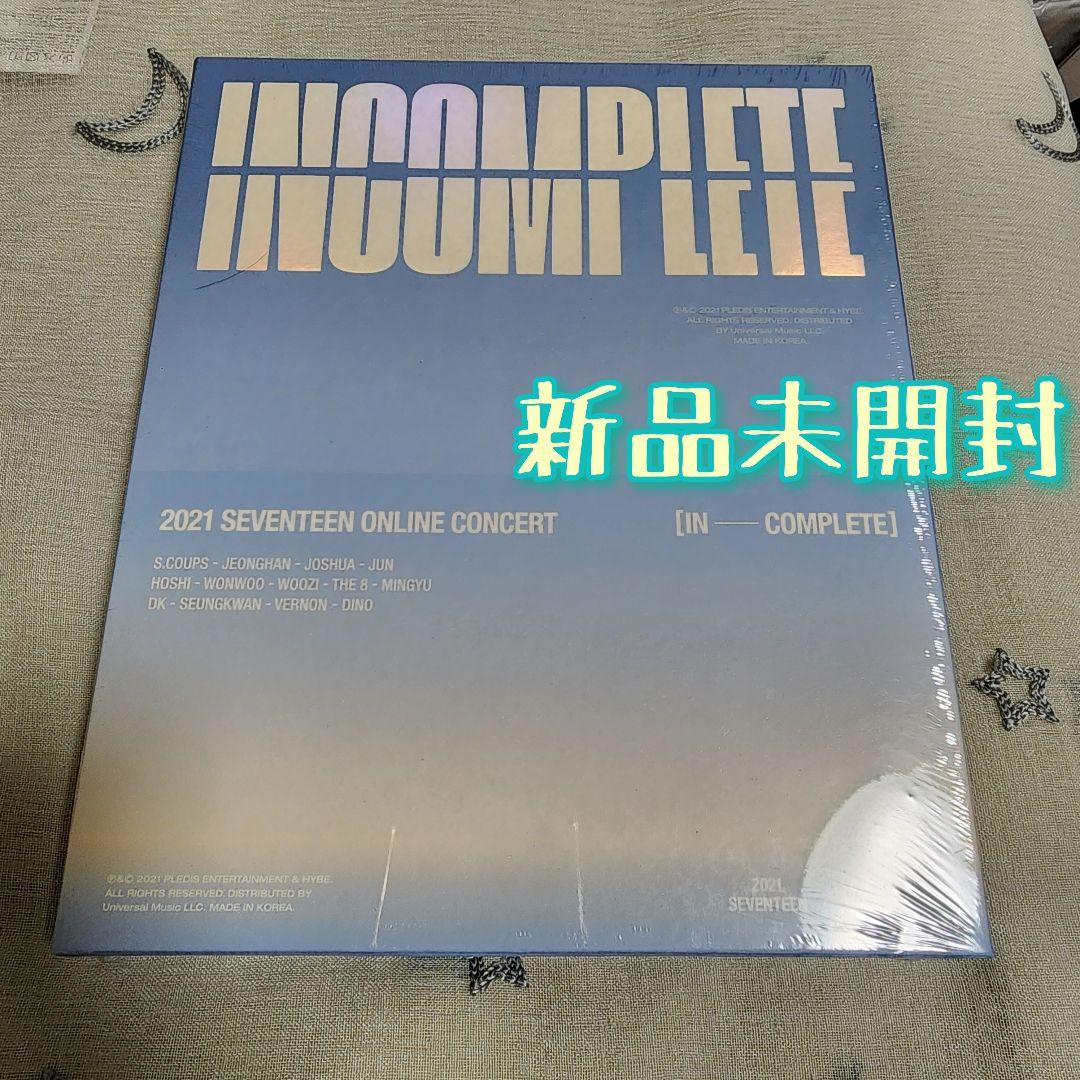 INCOMPLETE
INCOMPLETE
℗&© 2021 PLEDIS ENTERTAINMENT & HYBE.
ALL RIGHTS RESERVED. DISTRIBUTED
BY Universal Music LLC.
MADE IN KOREA.
新品未開封
2021 SEVENTEEN ONLINE CONCERT [IN — COMPLETE]
S.COUPS - JEONGHAN - JOSHUA - JUN
HOSHI - WONWOO - WOOZI - THE 8 - MINGYU
DK - SEUNGKWAN - VERNON - DINO
℗&© 2021 PLEDIS ENTERTAINMENT & HYBE.
ALL RIGHTS RESERVED. DISTRIBUTED BY
Universal Music LLC. MADE IN KOREA.
2021
SEVENTEEN